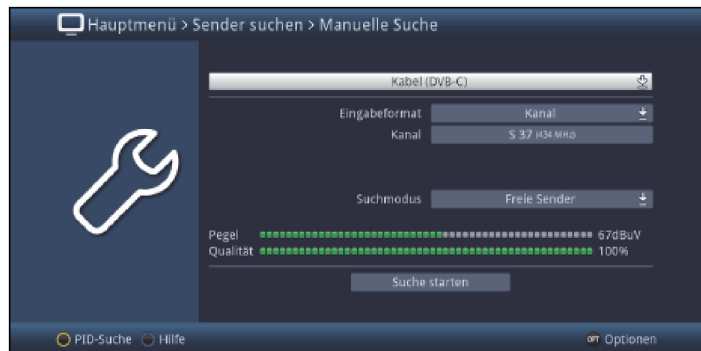 Hauptmenü > Sender suchen > Manuelle Suche
Kabel (DVB-C)
Eingabeformat Kanal
Kanal S 37 (434 MHz)
Suchmodus Freie Sender
Pegel 67dBuV
Qualität 100%
Suche starten
PID-Suche Hilfe OPT Optionen